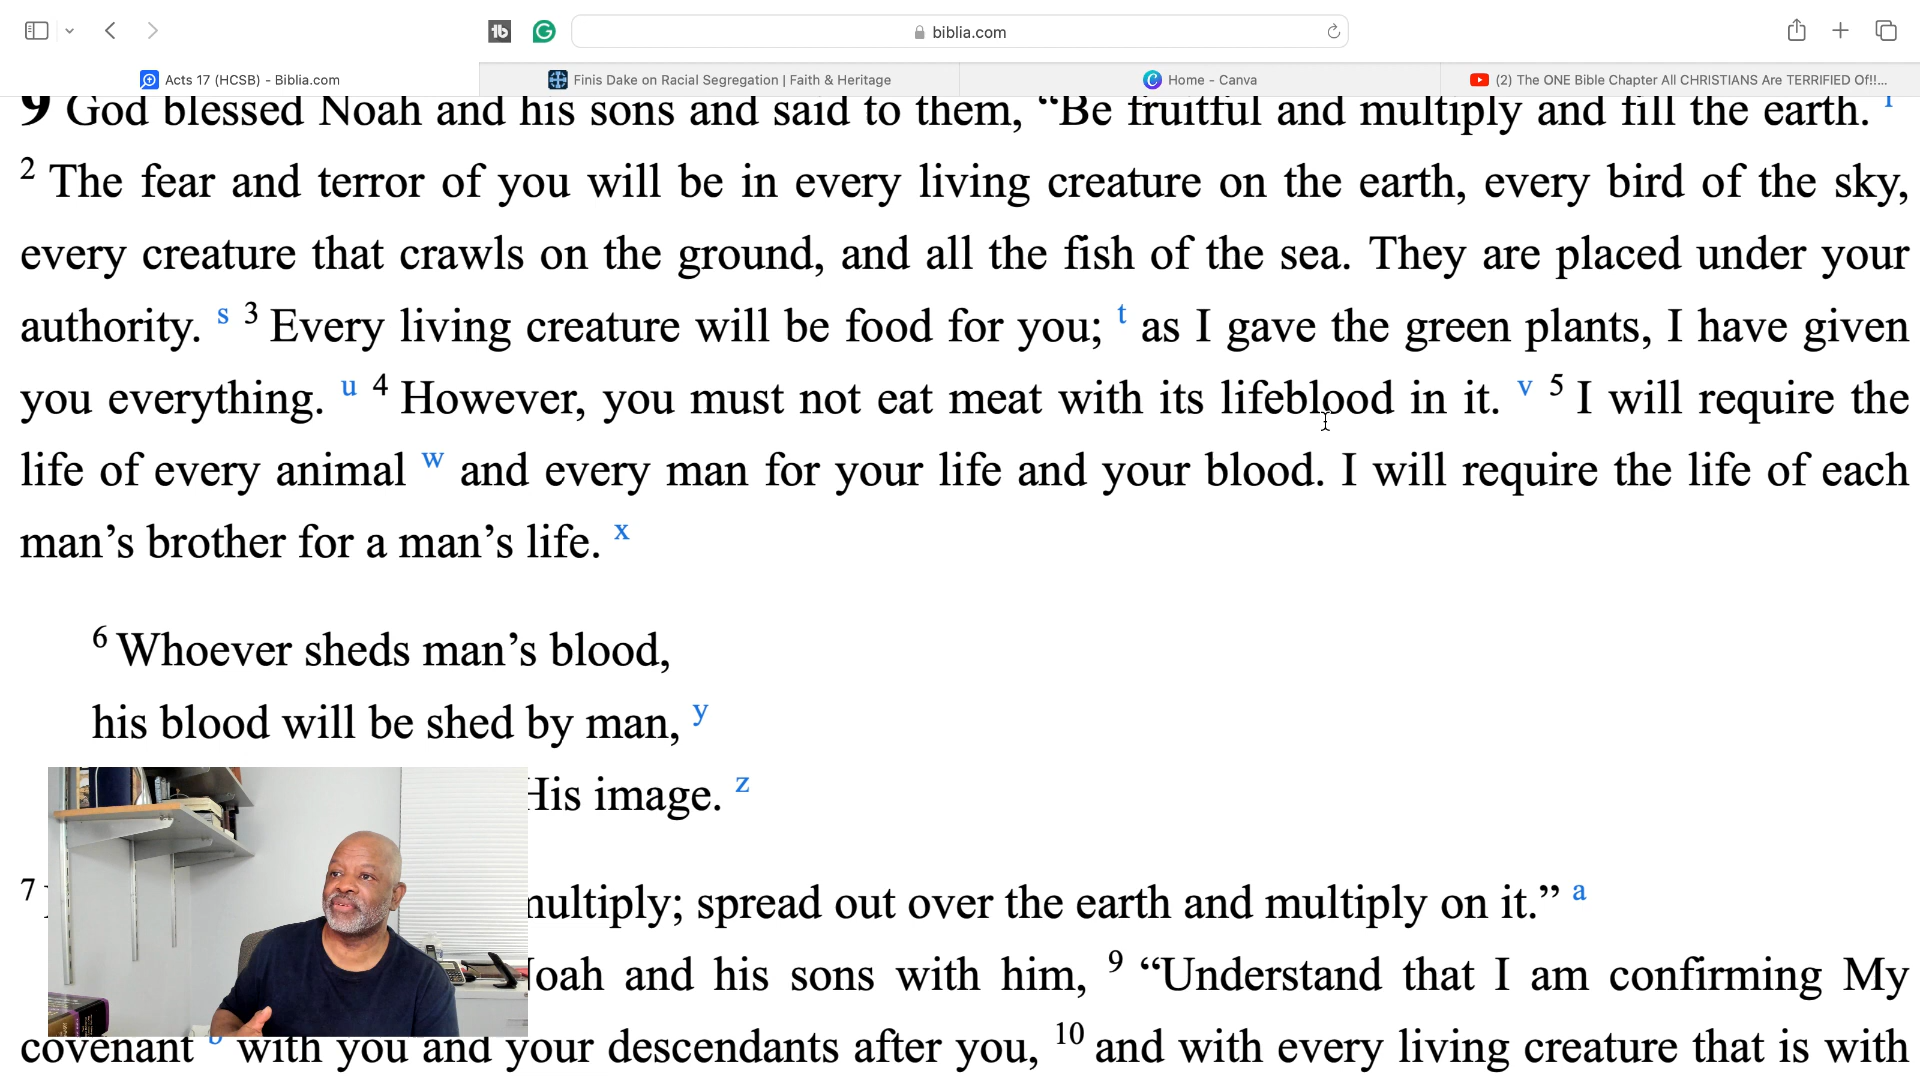 biblia.com
Acts 17 (HCSB) - Biblia.com
Finis Dake on Racial Segregation | Faith & Heritage
Home - Canva
(2) The ONE Bible Chapter All CHRISTIANS Are TERRIFIED Of!!...
9 God blessed Noah and his sons and said to them, “Be fruitful and multiply and fill the earth.
2 The fear and terror of you will be in every living creature on the earth, every bird of the sky,
every creature that crawls on the ground, and all the fish of the sea. They are placed under your
authority. s 3 Every living creature will be food for you; t as I gave the green plants, I have given
you everything. u 4 However, you must not eat meat with its lifeblood in it. v 5 I will require the
life of every animal w and every man for your life and your blood. I will require the life of each
man’s brother for a man’s life. x
6 Whoever sheds man’s blood,
his blood will be shed by man, y
His image. z
7 multiply; spread out over the earth and multiply on it.” a
and his sons with him, 9 “Understand that I am confirming My
covenant b with you and your descendants after you, 10 and with every living creature that is with